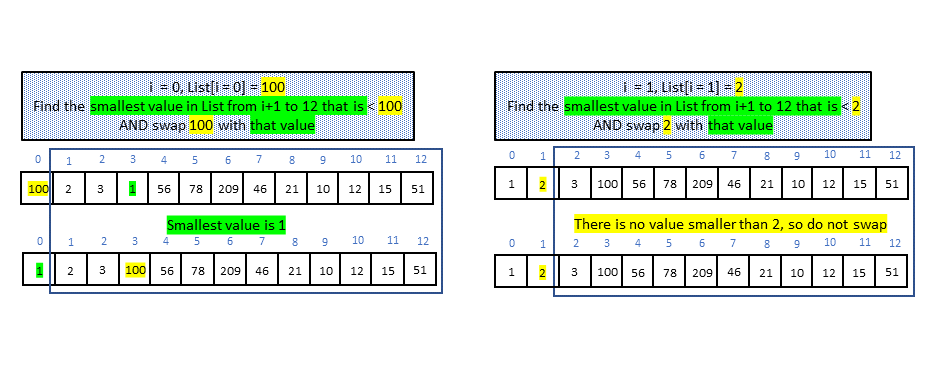 i = 0, List[i = 0] = 100
Find the smallest value in List from i+1 to 12 that is < 100
AND swap 100 with that value
0 1 2 3 4 5 6 7 8 9 10 11 12
100 2 3 1 56 78 209 46 21 10 12 15 51
Smallest value is 1
0 1 2 3 4 5 6 7 8 9 10 11 12
1 2 3 100 56 78 209 46 21 10 12 15 51
i = 1, List[i = 1] = 2
Find the smallest value in List from i+1 to 12 that is < 2
AND swap 2 with that value
0 1 2 3 4 5 6 7 8 9 10 11 12
1 2 3 100 56 78 209 46 21 10 12 15 51
There is no value smaller than 2, so do not swap
0 1 2 3 4 5 6 7 8 9 10 11 12
1 2 3 100 56 78 209 46 21 10 12 15 51